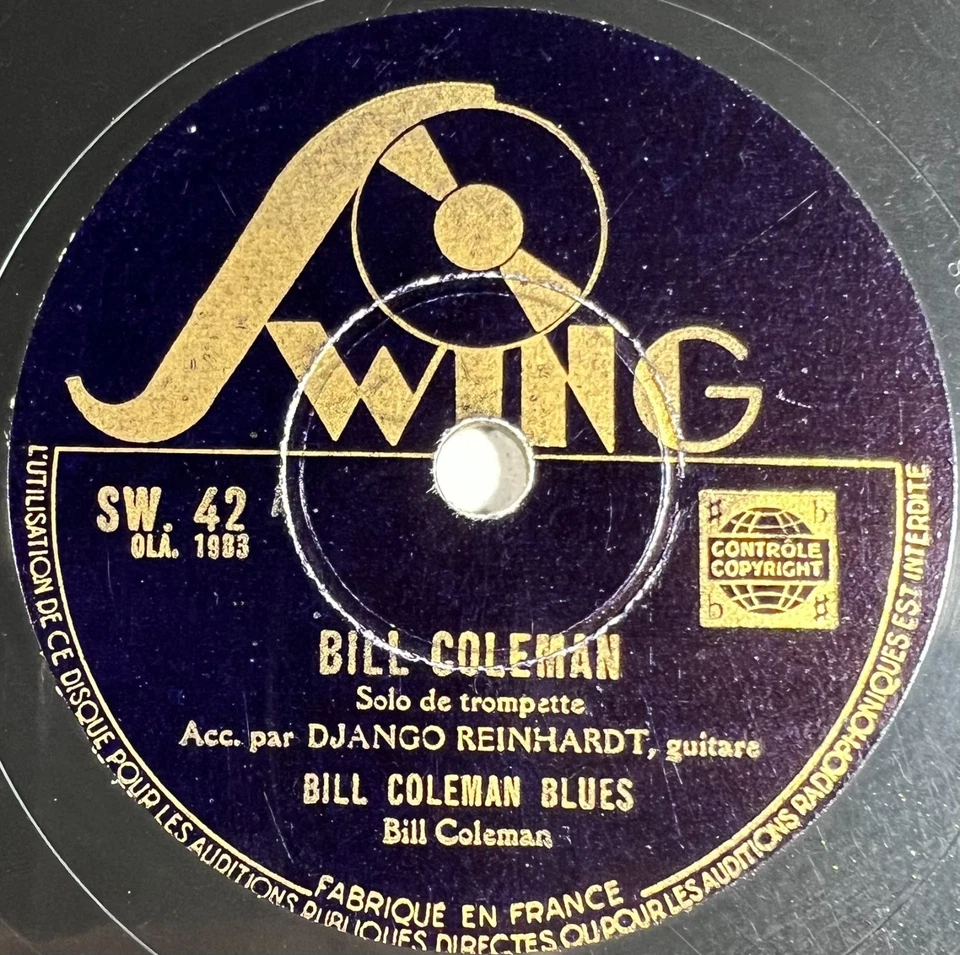 SWING
SW. 42
OLA. 1983
CONTRÔLE
COPYRIGHT
BILL COLEMAN
Solo de trompette
Acc. par DJANGO REINHARDT, guitare
BILL COLEMAN BLUES
Bill Coleman
FABRIQUÉ EN FRANCE
L'UTILISATION DE CE DISQUE POUR LES AUDITIONS PUBLIQUES DIRECTES OU POUR LES AUDITIONS RADIOPHONIQUES EST INTERDITE